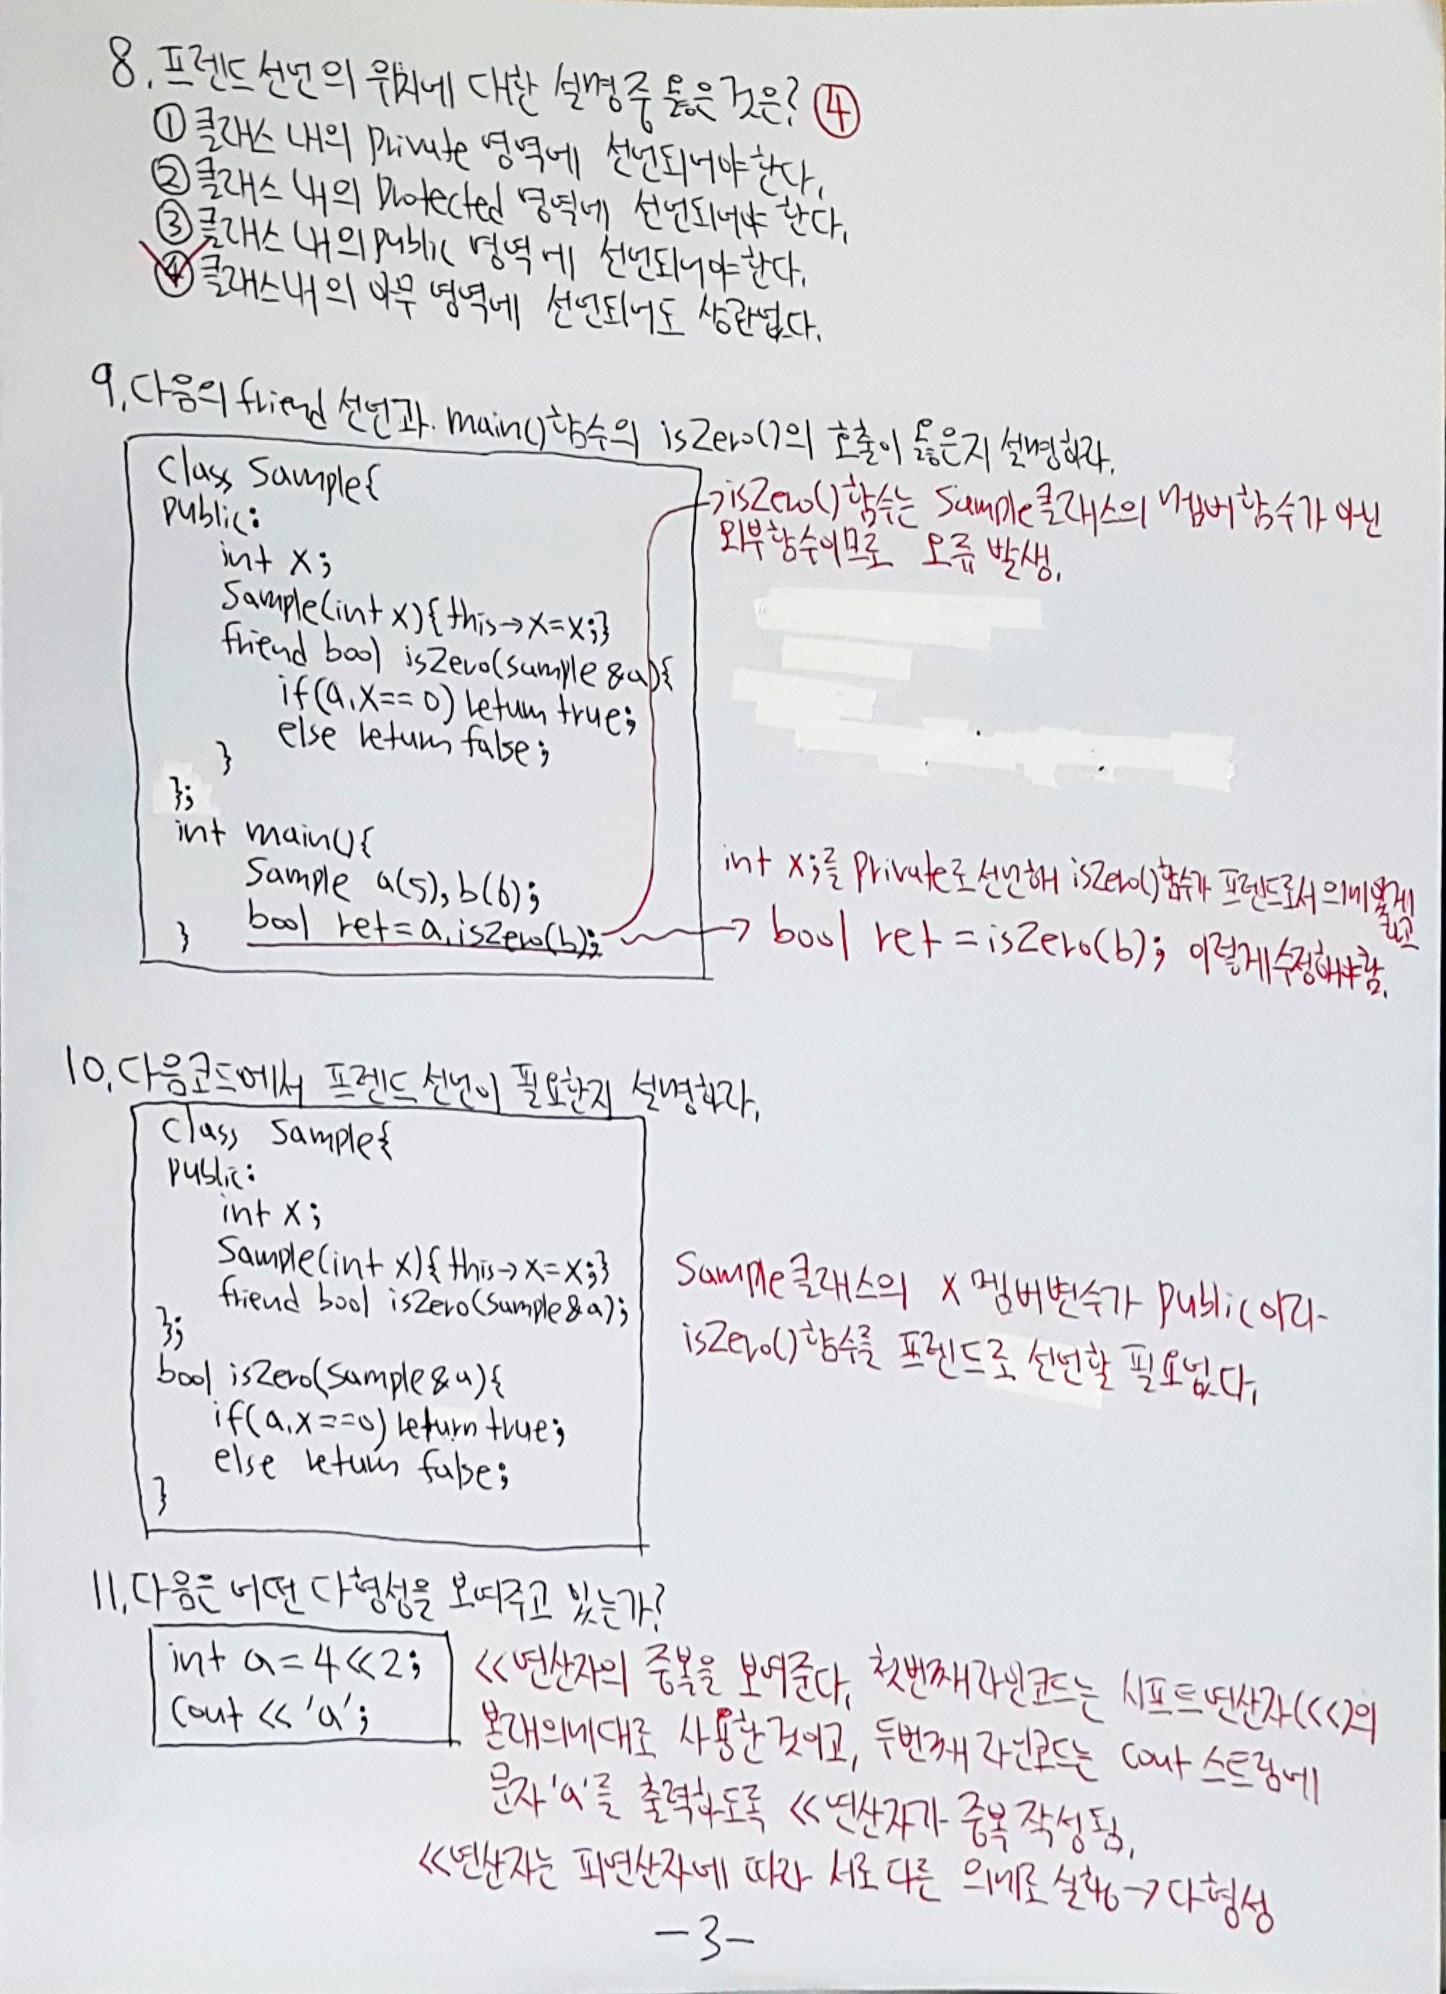 8. 프렌드 선언의 위치에 대한 설명 중 옳은 것은? ④
① 클래스 내의 private 영역에 선언되어야 한다.
② 클래스 내의 protected 영역에 선언되어야 한다.
③ 클래스 내의 public 영역에 선언되어야 한다.
④ 클래스 내의 아무 영역에 선언되어도 상관없다.
9. 다음의 friend 선언과 main() 함수의 isZero()의 호출이 옳은지 설명하라.
class Sample{
public:
int x;
Sample(int x){this→x=x;}
friend bool isZero(Sample &a){
if(a.x==0) return true;
else return false;
}
};
int main(){
Sample a(5), b(6);
bool ret=a.isZero(b);
}
→isZero() 함수는 Sample클래스의 멤버 함수가 아닌
외부함수이므로 오류 발생.
int x;를 private로 선언해 isZero()함수가 프렌드로서 의미 있게
하고
→ bool ret = isZero(b); 이렇게 수정해야함.
10. 다음 코드에서 프렌드 선언이 필요한지 설명하라.
class Sample{
public:
int x;
Sample(int x){this→x=x;}
friend bool isZero(Sample &a);
};
bool isZero(Sample &a){
if(a.x==0) return true;
else return false;
}
Sample클래스의 x 멤버변수가 public이라
isZero()함수를 프렌드로 선언할 필요없다.
11. 다음은 어떤 다형성을 보여주고 있는가?
int a=4<<2;
cout << 'a';
<<연산자의 중복을 보여준다. 첫번째 라인코드는 시프트 연산자(<<)의
본래 의미대로 사용한 것이고, 두번째 라인코드는 cout 스트림에
문자 'a'를 출력하도록 <<연산자가 중복 작성됨.
<<연산자는 피연산자에 따라 서로 다른 의미로 실행→다형성
-3-